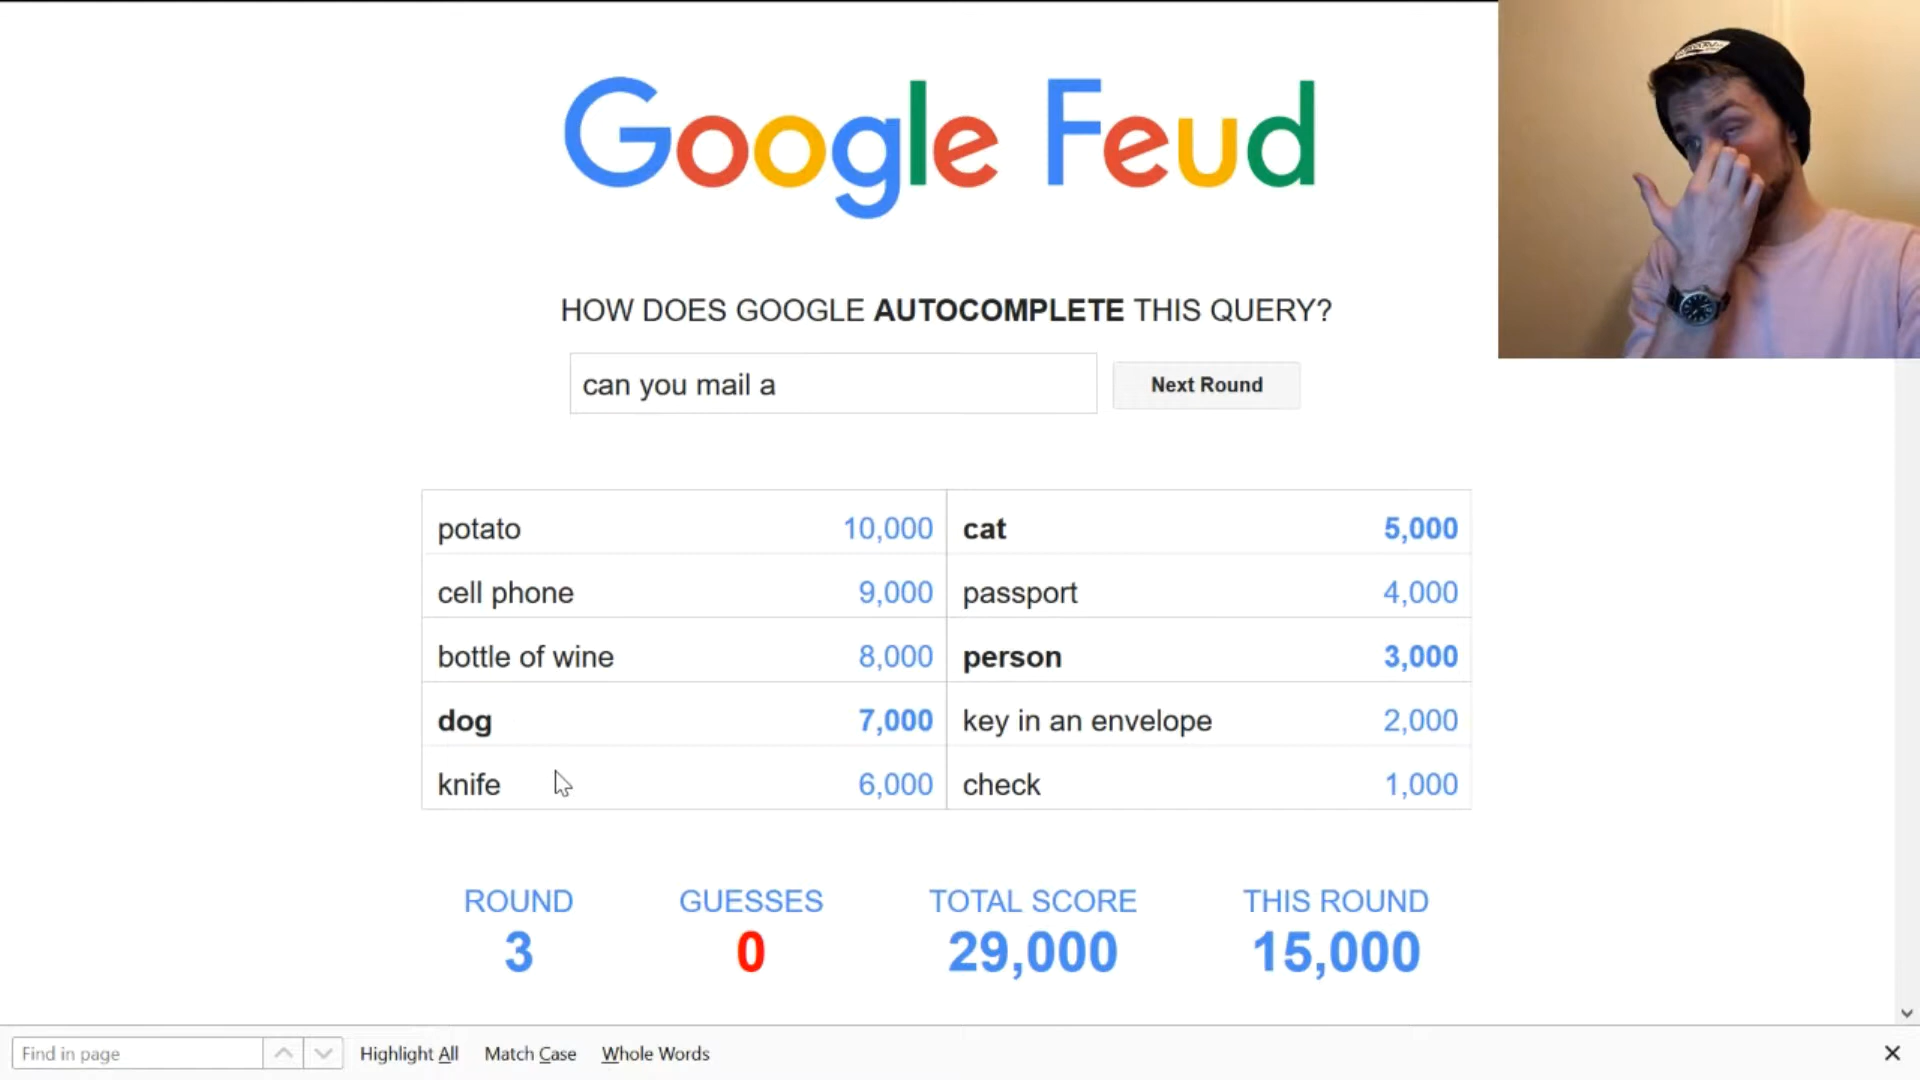 Google Feud
HOW DOES GOOGLE AUTOCOMPLETE THIS QUERY?
can you mail a
Next Round
potato 10,000 cat 5,000
cell phone 9,000 passport 4,000
bottle of wine 8,000 person 3,000
dog 7,000 key in an envelope 2,000
knife 6,000 check 1,000
ROUND GUESSES TOTAL SCORE THIS ROUND
3 0 29,000 15,000
Find in page Highlight All Match Case Whole Words